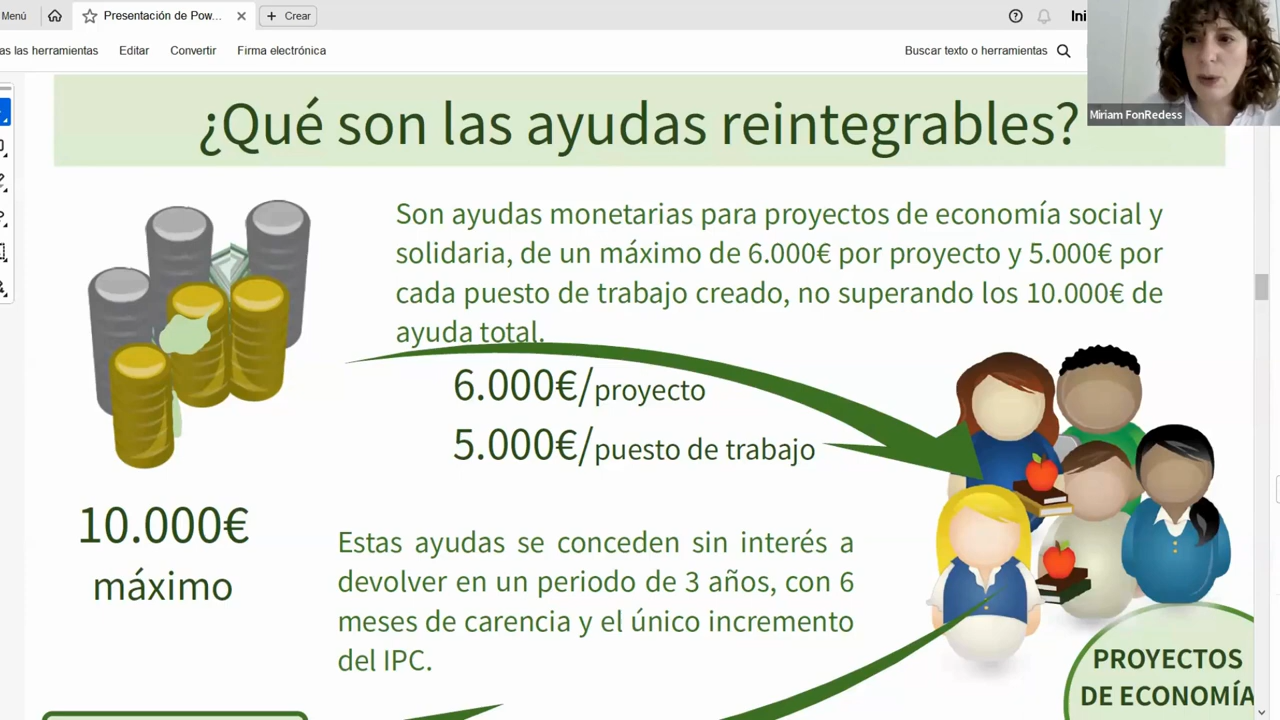 Menú
Presentación de Pow...
Crear
Ini
as las herramientas
Editar
Convertir
Firma electrónica
Buscar texto o herramientas
Miriam FonRedess
¿Qué son las ayudas reintegrables?
Son ayudas monetarias para proyectos de economía social y
solidaria, de un máximo de 6.000€ por proyecto y 5.000€ por
cada puesto de trabajo creado, no superando los 10.000€ de
ayuda total.
6.000€/proyecto
5.000€/puesto de trabajo
10.000€
máximo
Estas ayudas se conceden sin interés a
devolver en un periodo de 3 años, con 6
meses de carencia y el único incremento
del IPC.
PROYECTOS
DE ECONOMÍA